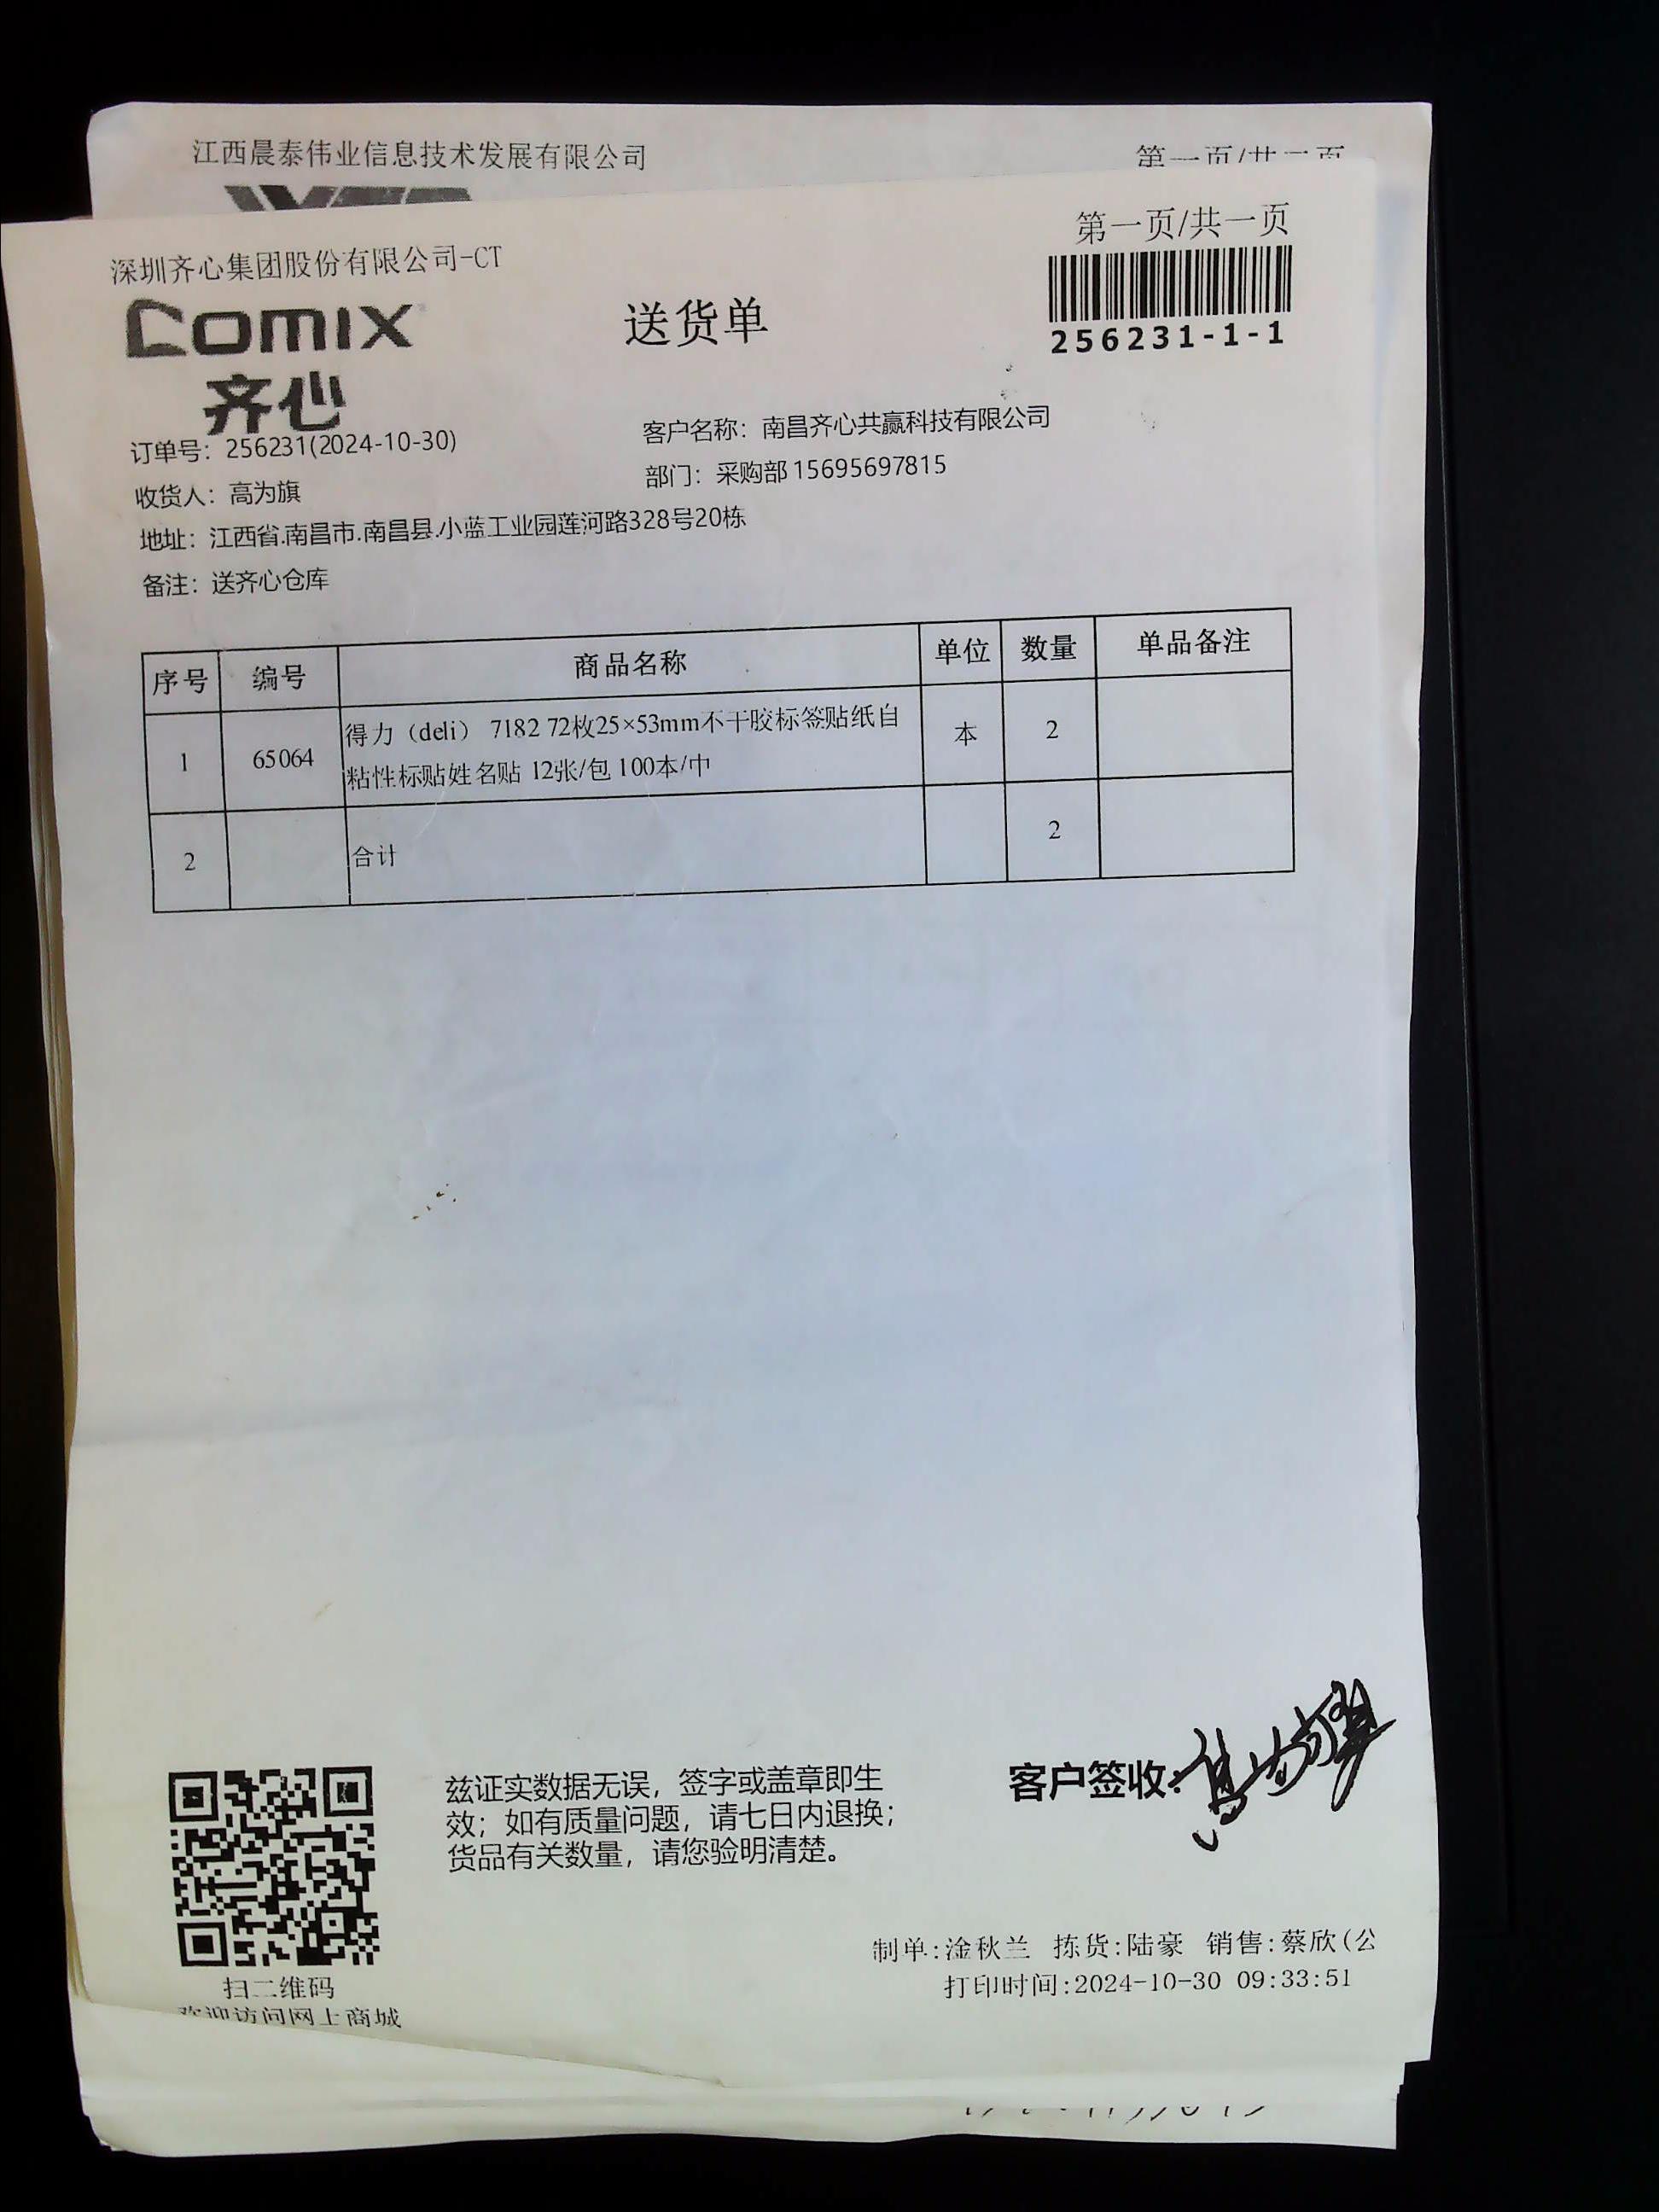 江西晨泰伟业信息技术发展有限公司
第一页/共二页
第一页/共一页
深圳齐心集团股份有限公司-CT
comix
齐心
送货单
256231-1-1
订单号：256231(2024-10-30)
客户名称：南昌齐心共赢科技有限公司
收货人：高为旗
部门：采购部15695697815
地址：江西省.南昌市.南昌县.小蓝工业园莲河路328号20栋
备注：送齐心仓库
序号 编号 商品名称 单位 数量 单品备注
1 65064 得力（deli） 7182 72枚25×53mm不干胶标签贴纸自 本 2
粘性标贴姓名贴 12张/包 100本/中
2 合计 2
兹证实数据无误，签字或盖章即生
效；如有质量问题，请七日内退换；
货品有关数量，请您验明清楚。
客户签收:
制单:淦秋兰 拣货:陆豪 销售:蔡欣(公
打印时间:2024-10-30 09:33:51
扫二维码
欢迎访问网上商城